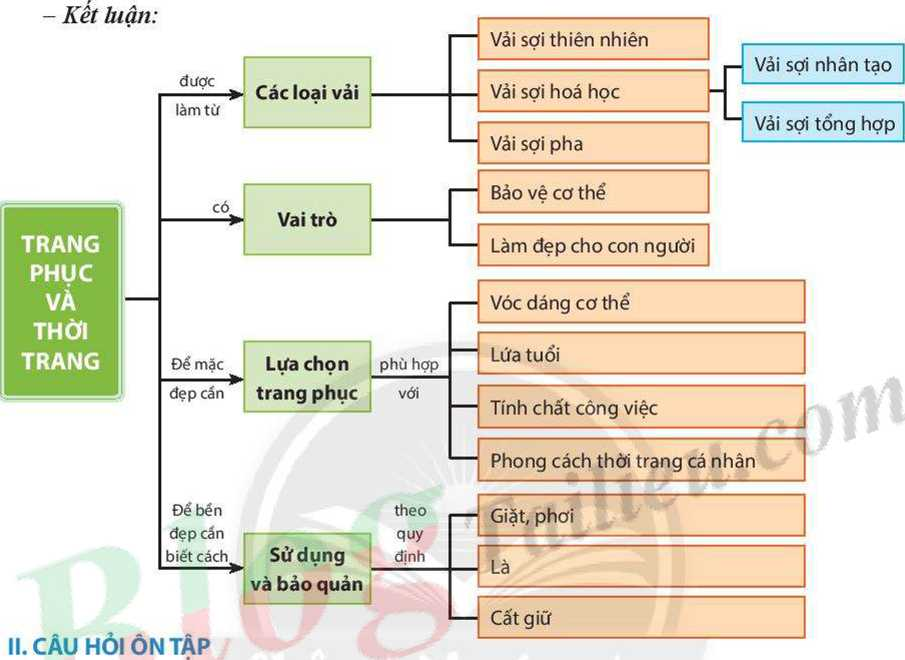 – Kết luận:
TRANG
PHỤC
VÀ
THỜI
TRANG
được
làm từ
Các loại vải
Vải sợi thiên nhiên
Vải sợi hoá học
Vải sợi nhân tạo
Vải sợi tổng hợp
Vải sợi pha
có
Vai trò
Bảo vệ cơ thể
Làm đẹp cho con người
Để mặc
đẹp cần
Lựa chọn
trang phục
phù hợp
với
Vóc dáng cơ thể
Lứa tuổi
Tính chất công việc
Phong cách thời trang cá nhân
Để bền
đẹp cần
biết cách
Sử dụng
và bảo quản
theo
quy
định
Giặt, phơi
Là
Cất giữ
Blog Tailieu.com
II. CÂU HỎI ÔN TẬP